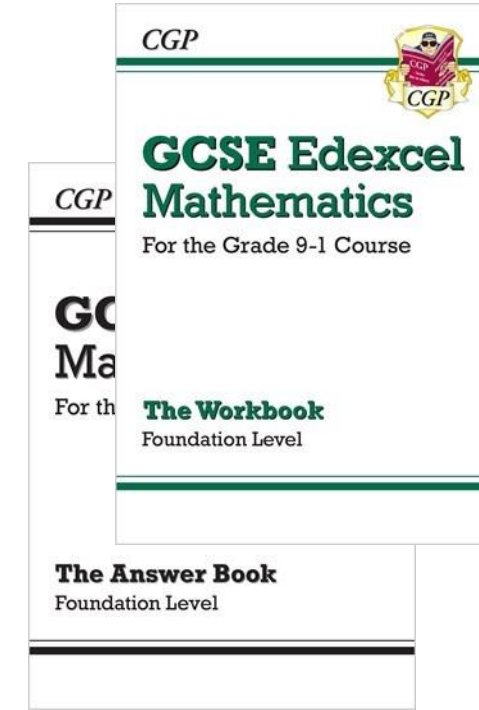 CGP
CGP
CGP
GCSE Edexcel
Mathematics
For the Grade 9-1 Course
The Workbook
Foundation Level
CGP
GC
Ma
For th
The Answer Book
Foundation Level